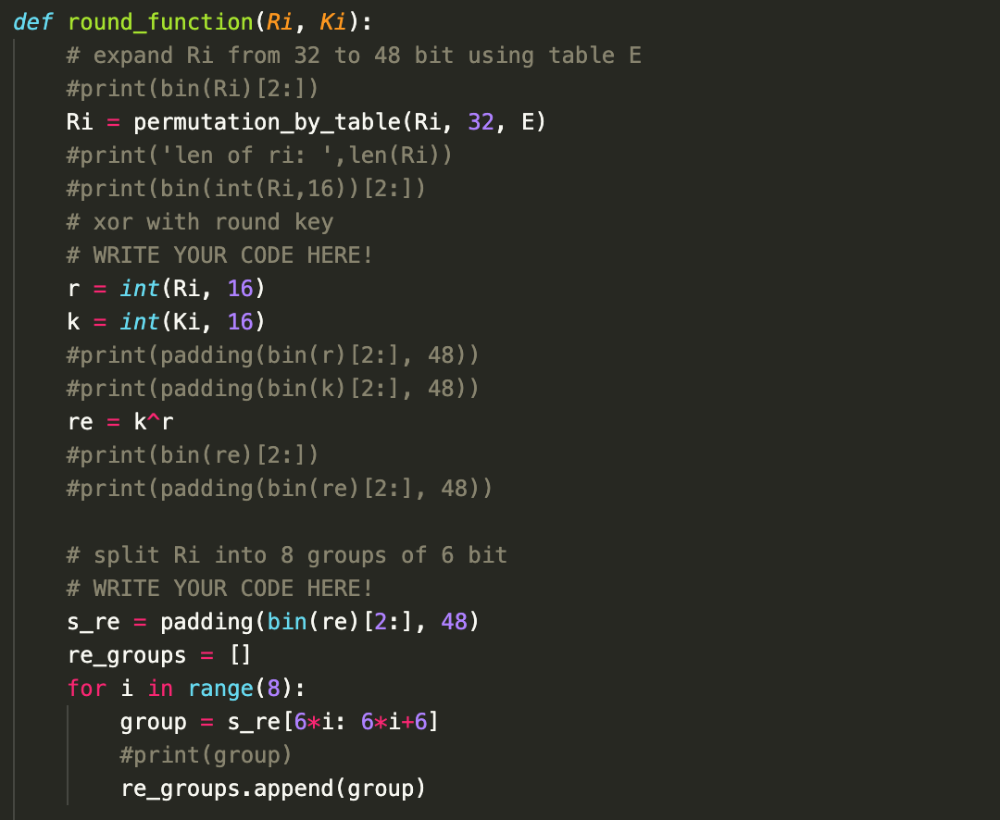 def round_function(Ri, Ki):
    # expand Ri from 32 to 48 bit using table E
    #print(bin(Ri)[2:])
    Ri = permutation_by_table(Ri, 32, E)
    #print('len of ri: ',len(Ri))
    #print(bin(int(Ri,16))[2:])
    # xor with round key
    # WRITE YOUR CODE HERE!
    r = int(Ri, 16)
    k = int(Ki, 16)
    #print(padding(bin(r)[2:], 48))
    #print(padding(bin(k)[2:], 48))
    re = k^r
    #print(bin(re)[2:])
    #print(padding(bin(re)[2:], 48))

    # split Ri into 8 groups of 6 bit
    # WRITE YOUR CODE HERE!
    s_re = padding(bin(re)[2:], 48)
    re_groups = []
    for i in range(8):
        group = s_re[6*i: 6*i+6]
        #print(group)
        re_groups.append(group)